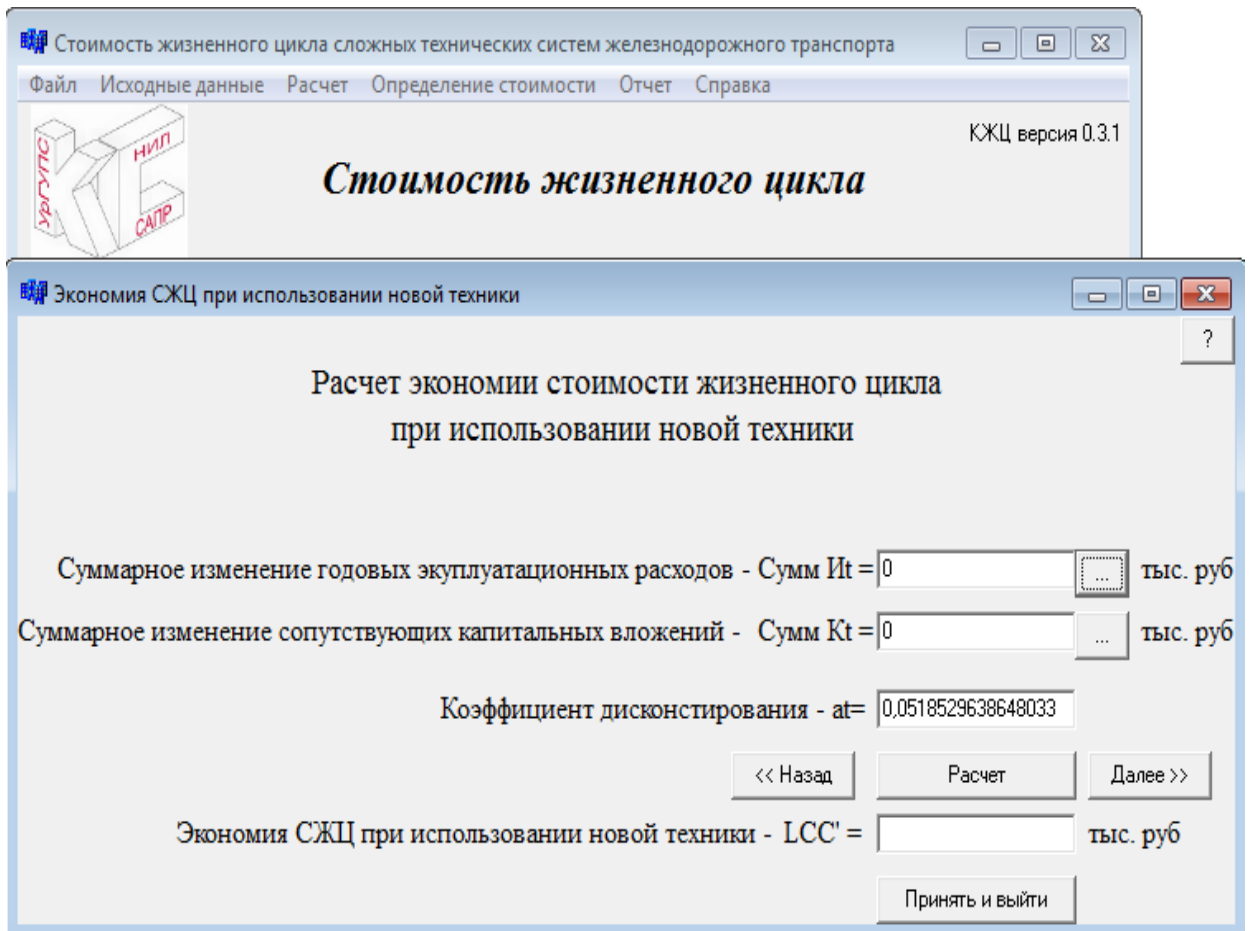 Стоимость жизненного цикла сложных технических систем железнодорожного транспорта
Файл Исходные данные Расчет Определение стоимости Отчет Справка
УрГУПС
НИЛ
САПР
КЖЦ версия 0.3.1
Стоимость жизненного цикла
Экономия СЖЦ при использовании новой техники
?
Расчет экономии стоимости жизненного цикла
при использовании новой техники
Суммарное изменение годовых экуплуатационных расходов - Сумм Иt = 0 ... тыс. руб
Суммарное изменение сопутствующих капитальных вложений - Сумм Кt = 0 ... тыс. руб
Коэффициент дисконстирования - at= 0,0518529638648033
<< Назад Расчет Далее >>
Экономия СЖЦ при использовании новой техники - LCC' = тыс. руб
Принять и выйти